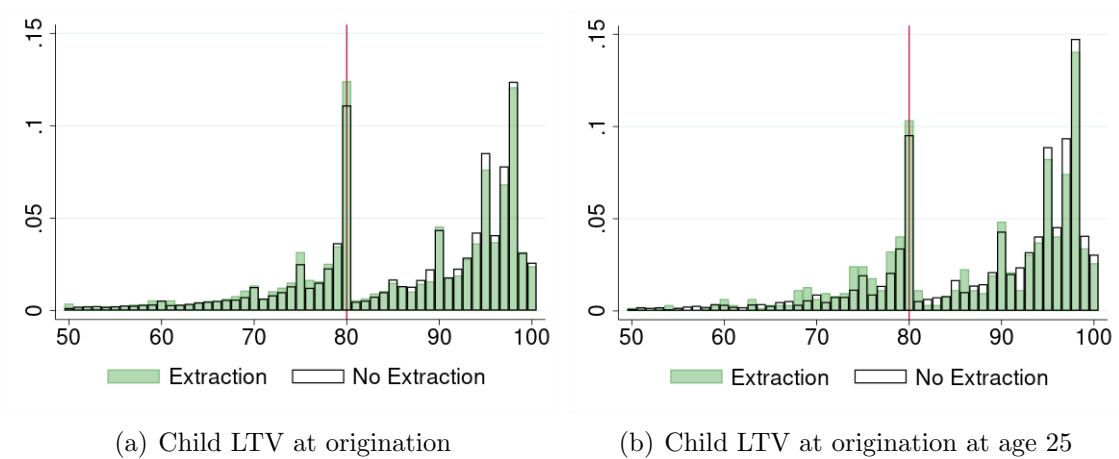 .15
.1
.05
0
50 60 70 80 90 100
Extraction No Extraction
(a) Child LTV at origination
.15
.1
.05
0
50 60 70 80 90 100
Extraction No Extraction
(b) Child LTV at origination at age 25